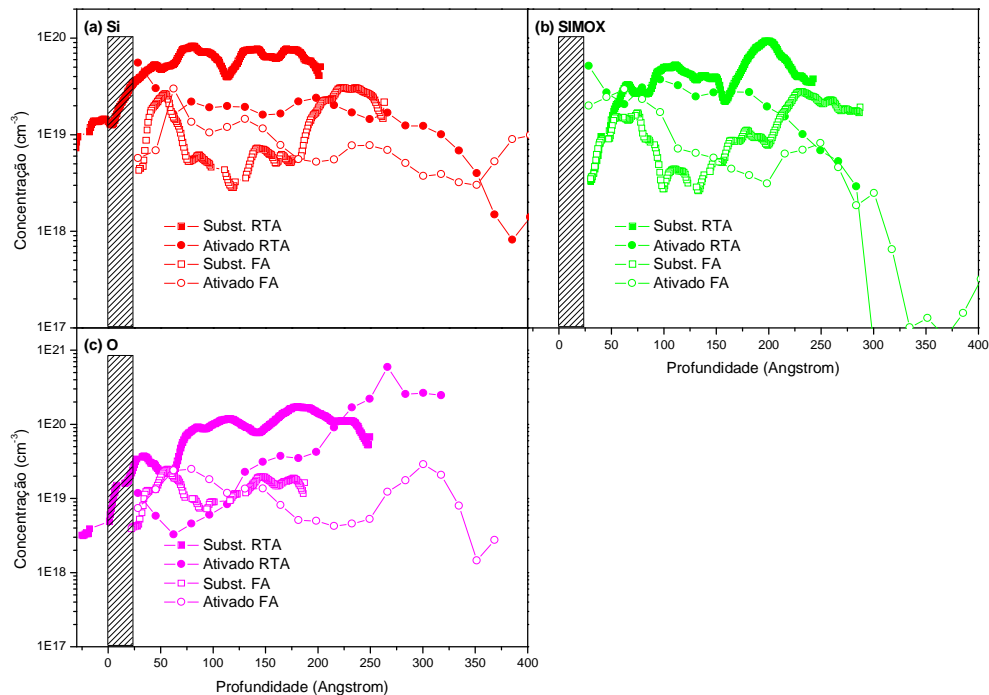 (a) Si
1E20
1E19
1E18
1E17
Concentração (cm⁻³)
Subst. RTA
Ativado RTA
Subst. FA
Ativado FA
(b) SIMOX
Subst. RTA
Ativado RTA
Subst. FA
Ativado FA
0 50 100 150 200 250 300 350 400
Profundidade (Angstrom)
(c) O
1E21
1E20
1E19
1E18
1E17
Concentração (cm⁻³)
Subst. RTA
Ativado RTA
Subst. FA
Ativado FA
0 50 100 150 200 250 300 350 400
Profundidade (Angstrom)